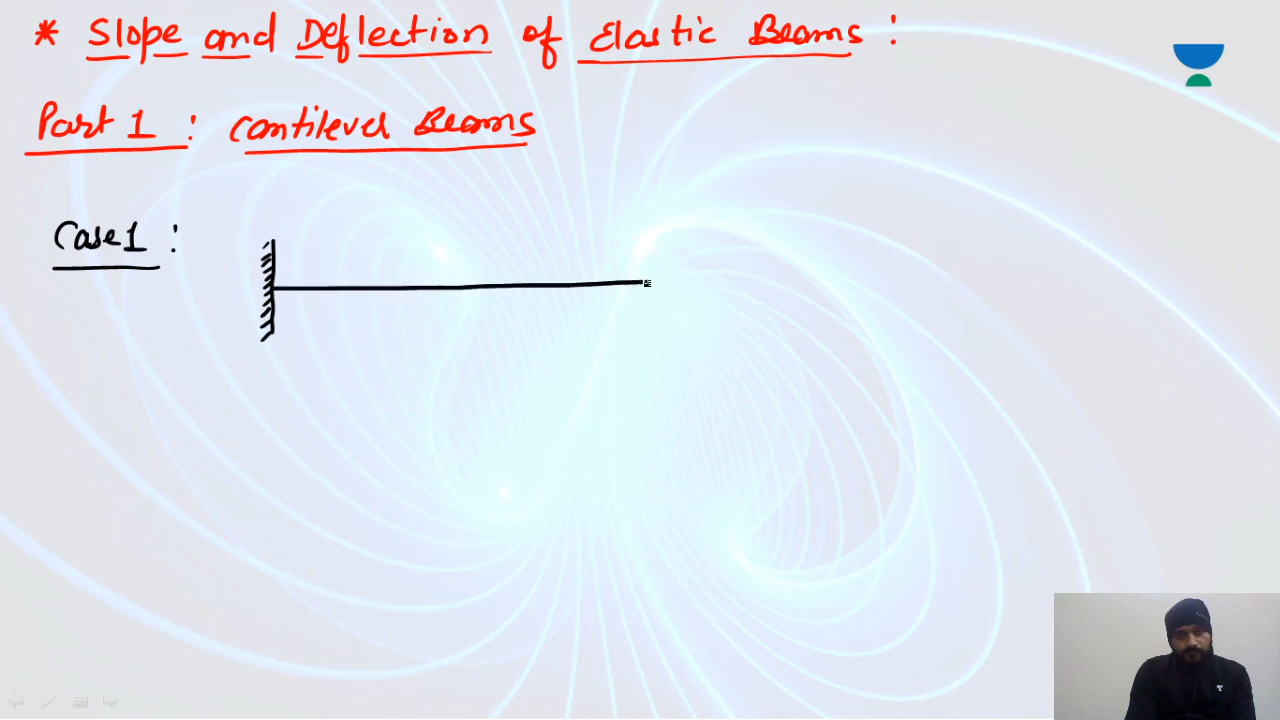 * Slope and Deflection of Elastic Beams :
Part 1 : Cantilever Beams
Case 1 :